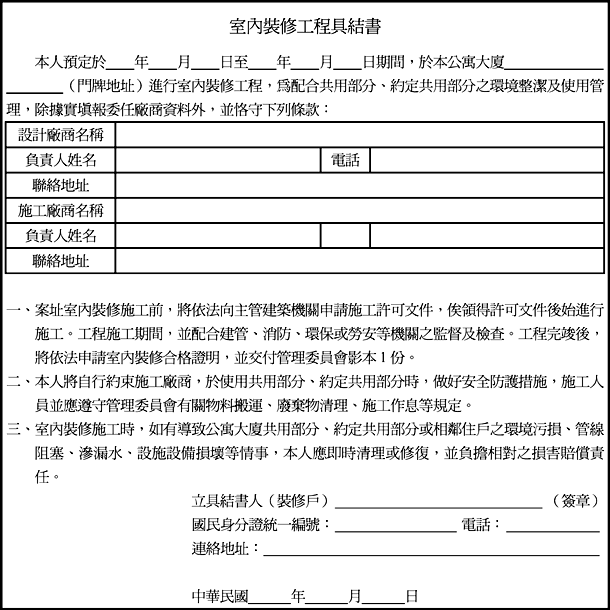 室內裝修工程具結書
本人預定於___年___月___日至___年___月___日期間，於本公寓大廈____________
________（門牌地址）進行室內裝修工程，為配合共用部分、約定共用部分之環境整潔及使用管
理，除據實填報委任廠商資料外，並恪守下列條款：
設計廠商名稱
負責人姓名 電話
聯絡地址
施工廠商名稱
負責人姓名
聯絡地址
一、案址室內裝修施工前，將依法向主管建築機關申請施工許可文件，俟領得許可文件後始進行
施工。工程施工期間，並配合建管、消防、環保或勞安等機關之監督及檢查。工程完竣後，
將依法申請室內裝修合格證明，並交付管理委員會影本1份。
二、本人將自行約束施工廠商，於使用共用部分、約定共用部分時，做好安全防護措施，施工人
員並應遵守管理委員會有關物料搬運、廢棄物清理、施工作息等規定。
三、室內裝修施工時，如有導致公寓大廈共用部分、約定共用部分或相鄰住戶之環境污損、管線
阻塞、滲漏水、設施設備損壞等情事，本人應即時清理或修復，並負擔相對之損害賠償責
任。
立具結書人（裝修戶）______________________（簽章）
國民身分證統一編號：_____________ 電話：__________
連絡地址：____________________________________
中華民國_____年_____月_____日